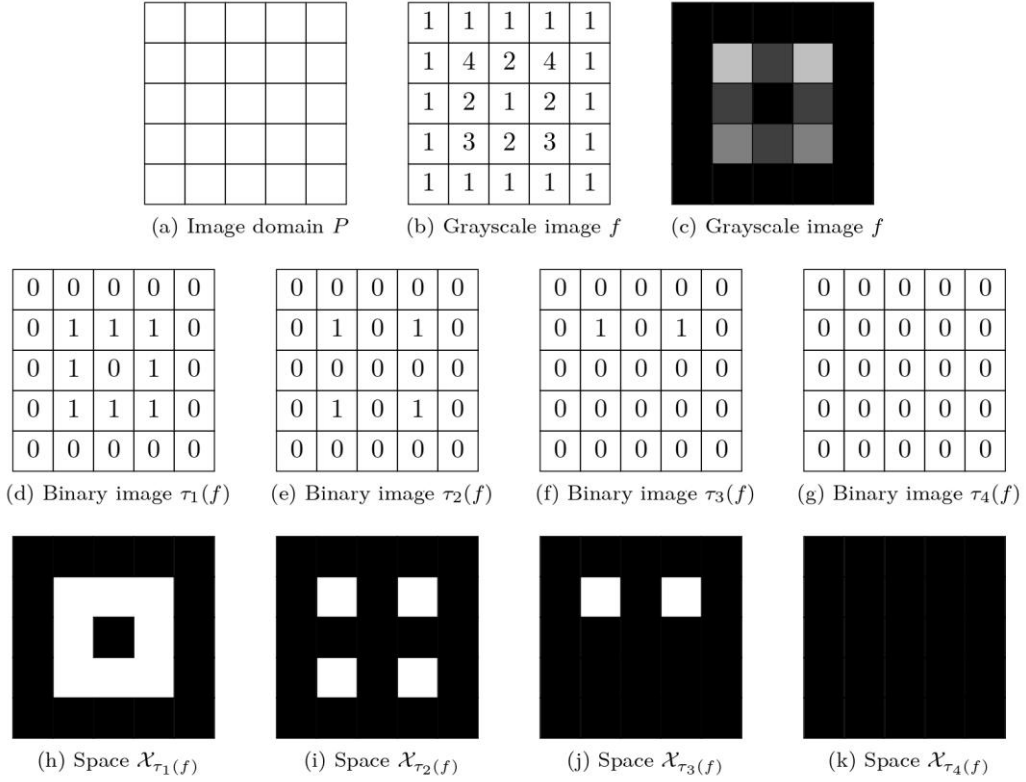 1 1 1 1 1
1 4 2 4 1
1 2 1 2 1
1 3 2 3 1
1 1 1 1 1
(a) Image domain P
(b) Grayscale image f
(c) Grayscale image f
0 0 0 0 0
0 1 1 1 0
0 1 0 1 0
0 1 1 1 0
0 0 0 0 0
0 0 0 0 0
0 1 0 1 0
0 0 0 0 0
0 1 0 1 0
0 0 0 0 0
0 0 0 0 0
0 1 0 1 0
0 0 0 0 0
0 0 0 0 0
0 0 0 0 0
0 0 0 0 0
0 0 0 0 0
0 0 0 0 0
0 0 0 0 0
0 0 0 0 0
(d) Binary image τ₁(f)
(e) Binary image τ₂(f)
(f) Binary image τ₃(f)
(g) Binary image τ₄(f)
(h) Space 𝒳τ₁(f)
(i) Space 𝒳τ₂(f)
(j) Space 𝒳τ₃(f)
(k) Space 𝒳τ₄(f)